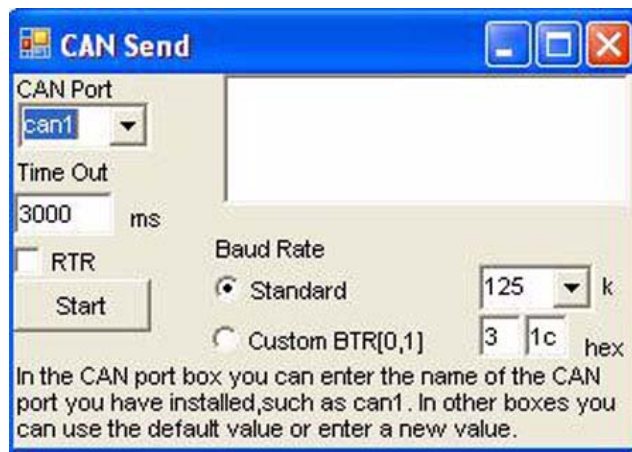 CAN Send
CAN Port
can1
Time Out
3000 ms
RTR
Start
Baud Rate
Standard 125 k
Custom BTR[0,1] 3 1c hex
In the CAN port box you can enter the name of the CAN
port you have installed,such as can1. In other boxes you
can use the default value or enter a new value.